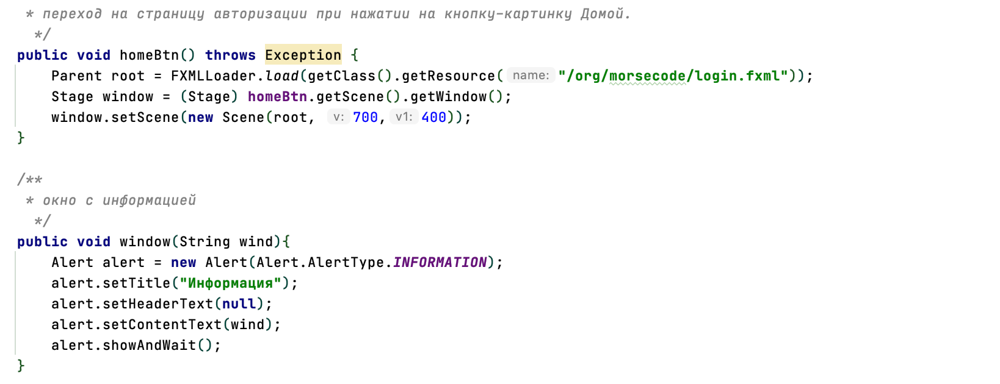 * переход на страницу авторизации при нажатии на кнопку-картинку Домой.
*/
public void homeBtn() throws Exception {
Parent root = FXMLLoader.load(getClass().getResource( name: "/org/morsecode/login.fxml"));
Stage window = (Stage) homeBtn.getScene().getWindow();
window.setScene(new Scene(root, v: 700, v1: 400));
}
/**
* окно с информацией
*/
public void window(String wind){
Alert alert = new Alert(Alert.AlertType.INFORMATION);
alert.setTitle("Информация");
alert.setHeaderText(null);
alert.setContentText(wind);
alert.showAndWait();
}